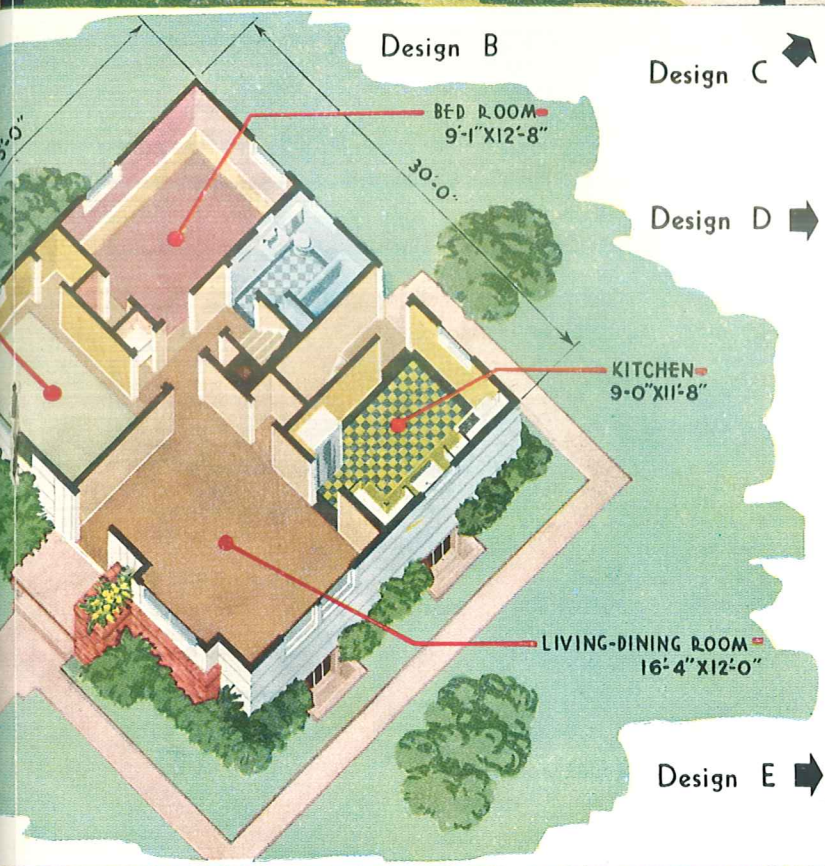 Design B
Design C
BED ROOM
9'-1"X12'-8"
30'-0"
Design D
KITCHEN
9'-0"X11'-8"
LIVING-DINING ROOM
16'-4"X12'-0"
Design E